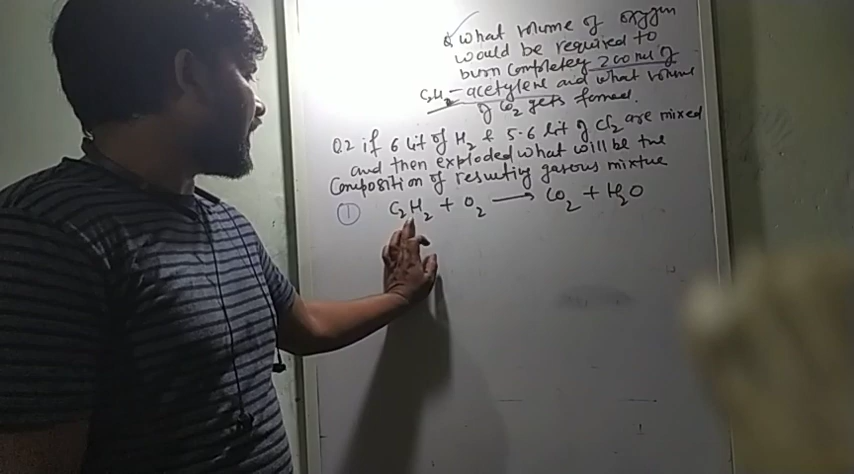 Q what volume of oxygen
would be required to
burn completely 200 ml of
C2H2 - acetylene and what volume
of CO2 gets formed.
Q.2 if 6 lit of H2 & 5.6 lit of Cl2 are mixed
and then exploded what will be the
Composition of resulting gasous mixture
① C2H2 + O2 → CO2 + H2O